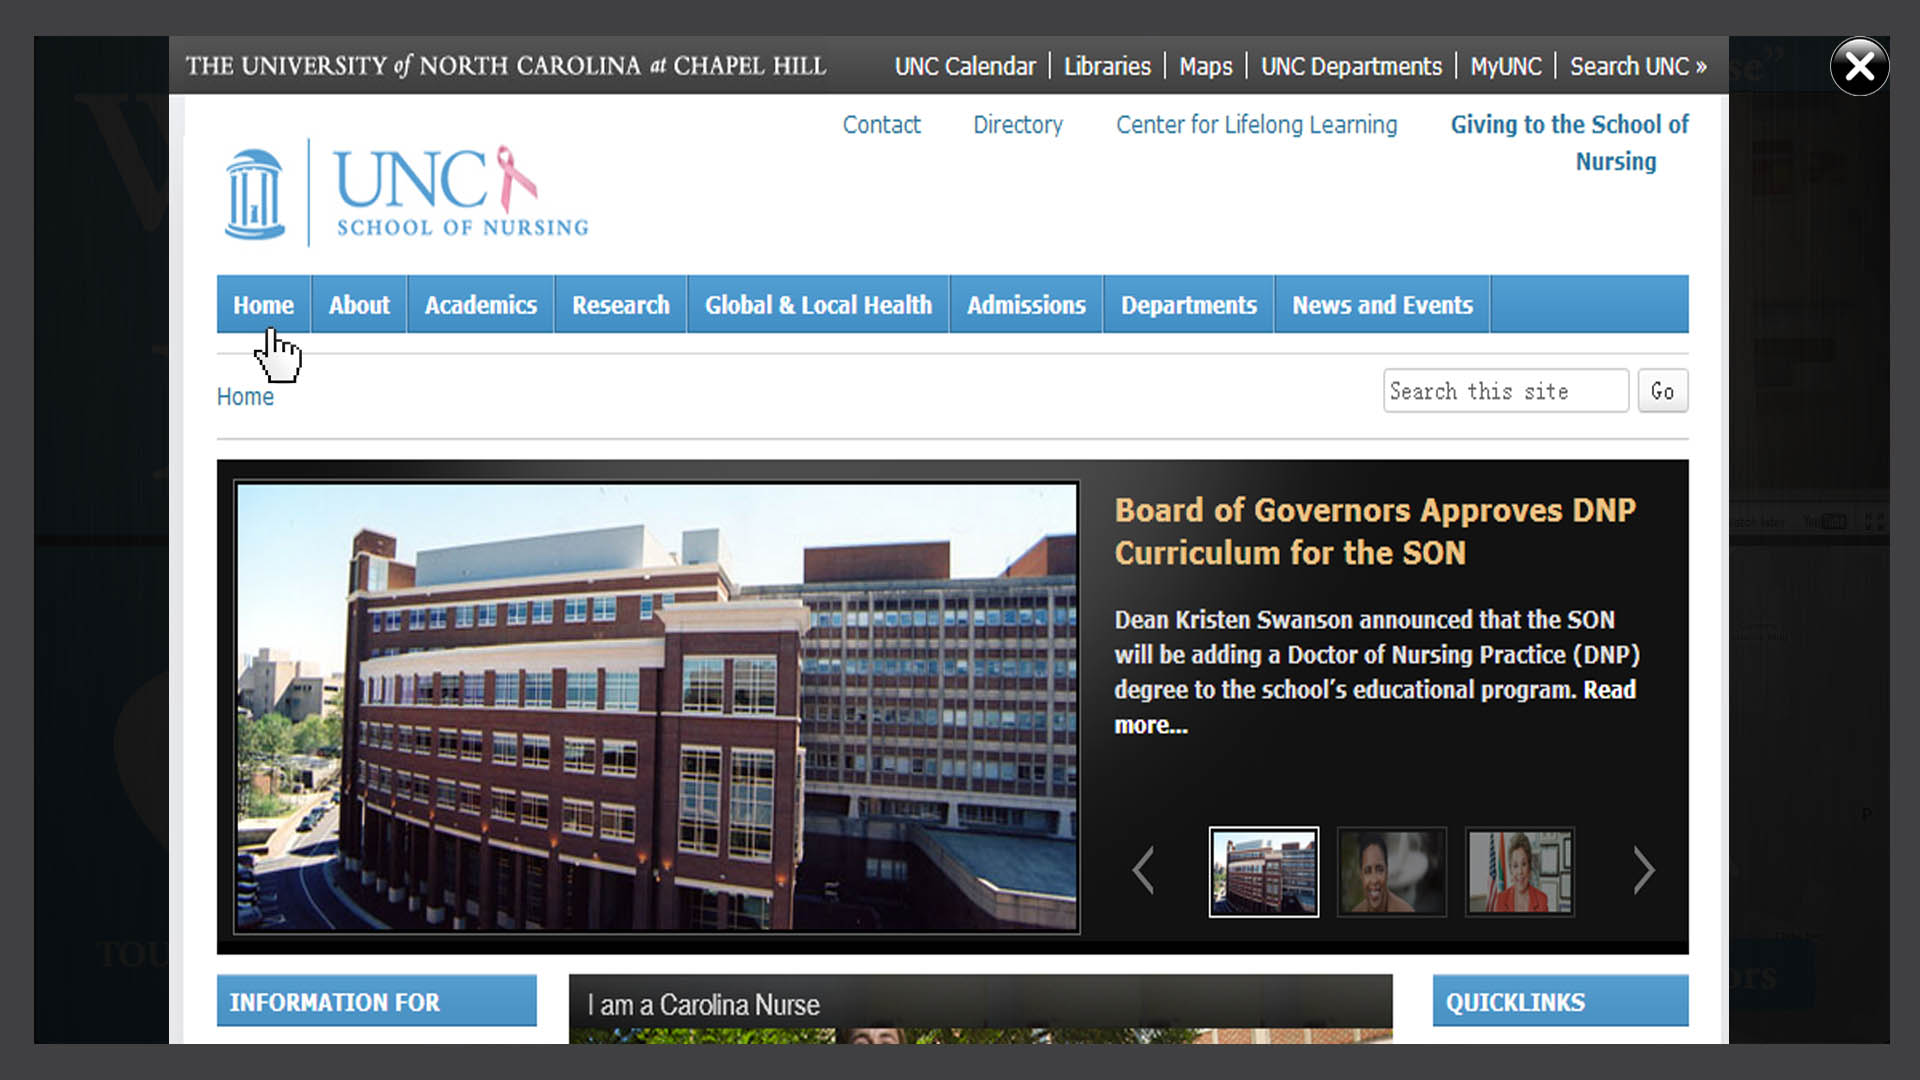 THE UNIVERSITY of NORTH CAROLINA at CHAPEL HILL
UNC Calendar | Libraries | Maps | UNC Departments | MyUNC | Search UNC »
Contact Directory Center for Lifelong Learning Giving to the School of
Nursing
UNC
SCHOOL OF NURSING
Home About Academics Research Global & Local Health Admissions Departments News and Events
Home
Search this site Go
Board of Governors Approves DNP
Curriculum for the SON
Dean Kristen Swanson announced that the SON
will be adding a Doctor of Nursing Practice (DNP)
degree to the school's educational program. Read
more...
INFORMATION FOR
I am a Carolina Nurse
QUICKLINKS